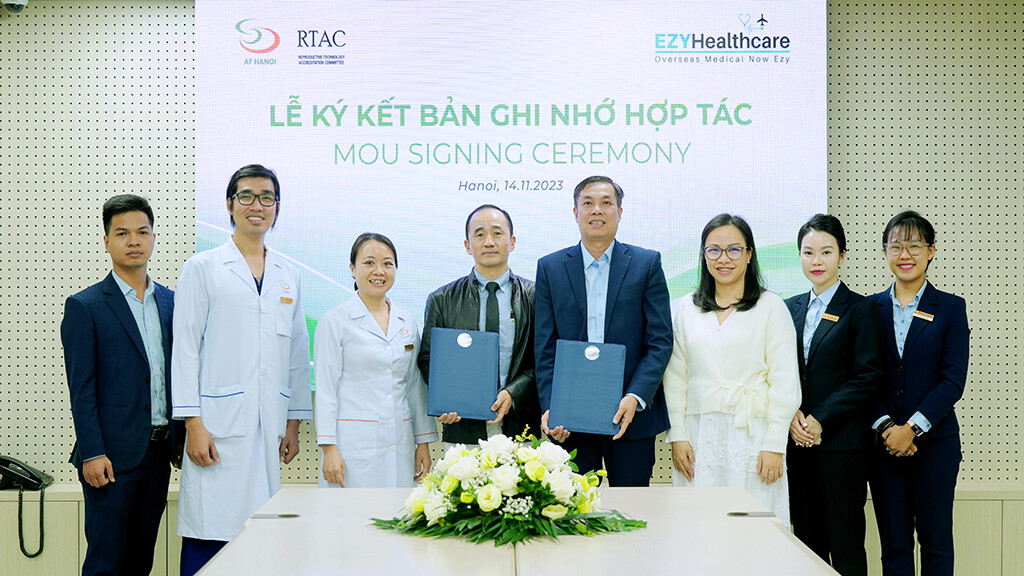 AF HANOI
RTAC
REPRODUCTIVE TECHNOLOGY
ACCREDITATION COMMITTEE
EZYHealthcare
Overseas Medical Now Ezy
LỄ KÝ KẾT BẢN GHI NHỚ HỢP TÁC
MOU SIGNING CEREMONY
Hanoi, 14.11.2023